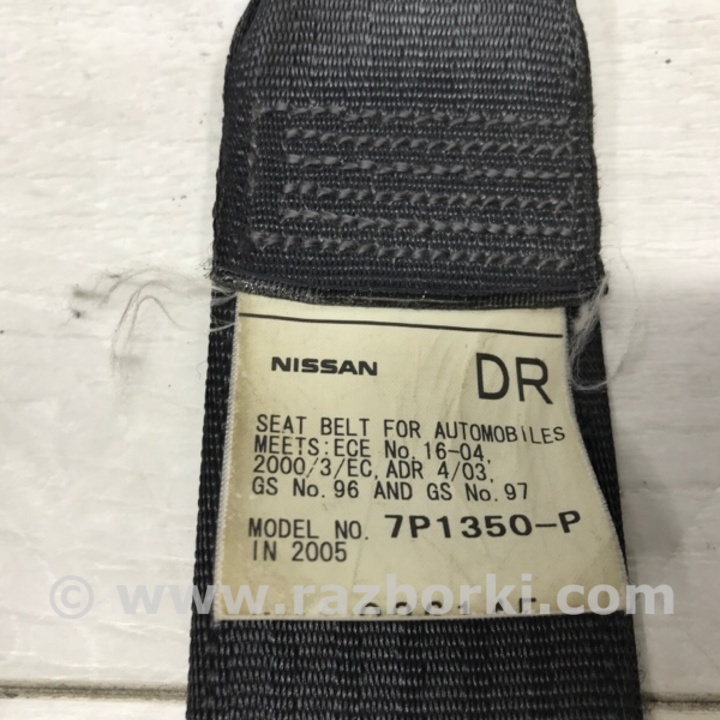 NISSAN DR
SEAT BELT FOR AUTOMOBILES
MEETS:ECE No.16-04,
2000/3/EC,ADR 4/03,
GS No.96 AND GS No.97
MODEL NO. 7P1350-P
IN 2005
© www.razborki.com